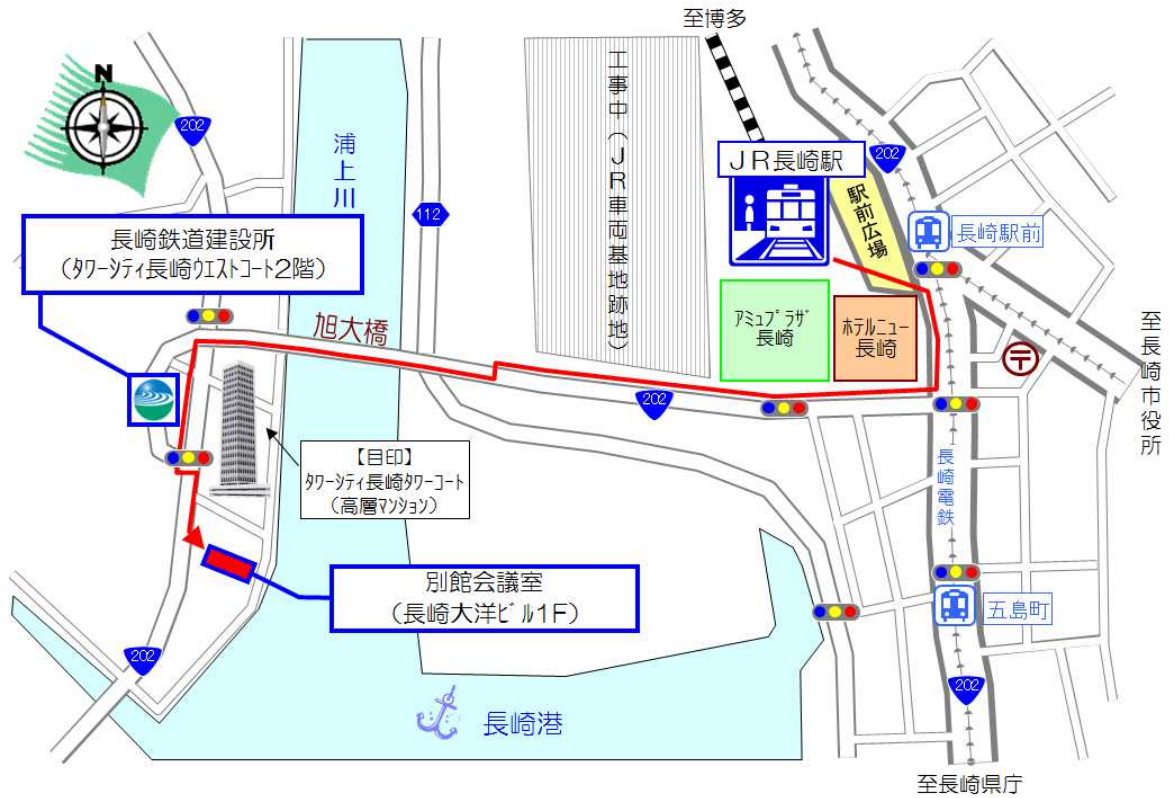 至博多
N
202
浦上川
112
工事中（ＪＲ車両基地跡地）
ＪＲ長崎駅
202
駅前広場
長崎駅前
長崎鉄道建設所
（ﾀﾜｰｼﾃｨ長崎ｳｴｽﾄｺｰﾄ2階）
旭大橋
ｱﾐｭﾌﾟﾗｻﾞ
長崎
ﾎﾃﾙﾆｭｰ
長崎
〒
至長崎市役所
202
【目印】
ﾀﾜｰｼﾃｨ長崎ﾀﾜｰｺｰﾄ
（高層ﾏﾝｼｮﾝ）
長崎電鉄
別館会議室
（長崎大洋ﾋﾞﾙ1F）
五島町
202
202
長崎港
至長崎県庁